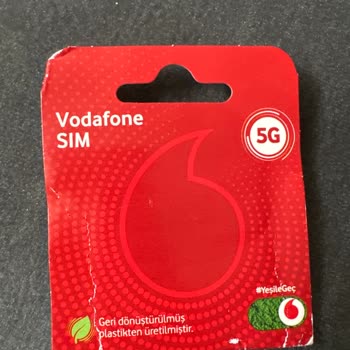 Vodafone
SIM
5G
#YeşileGeç
Geri dönüştürülmüş
plastikten üretilmiştir.